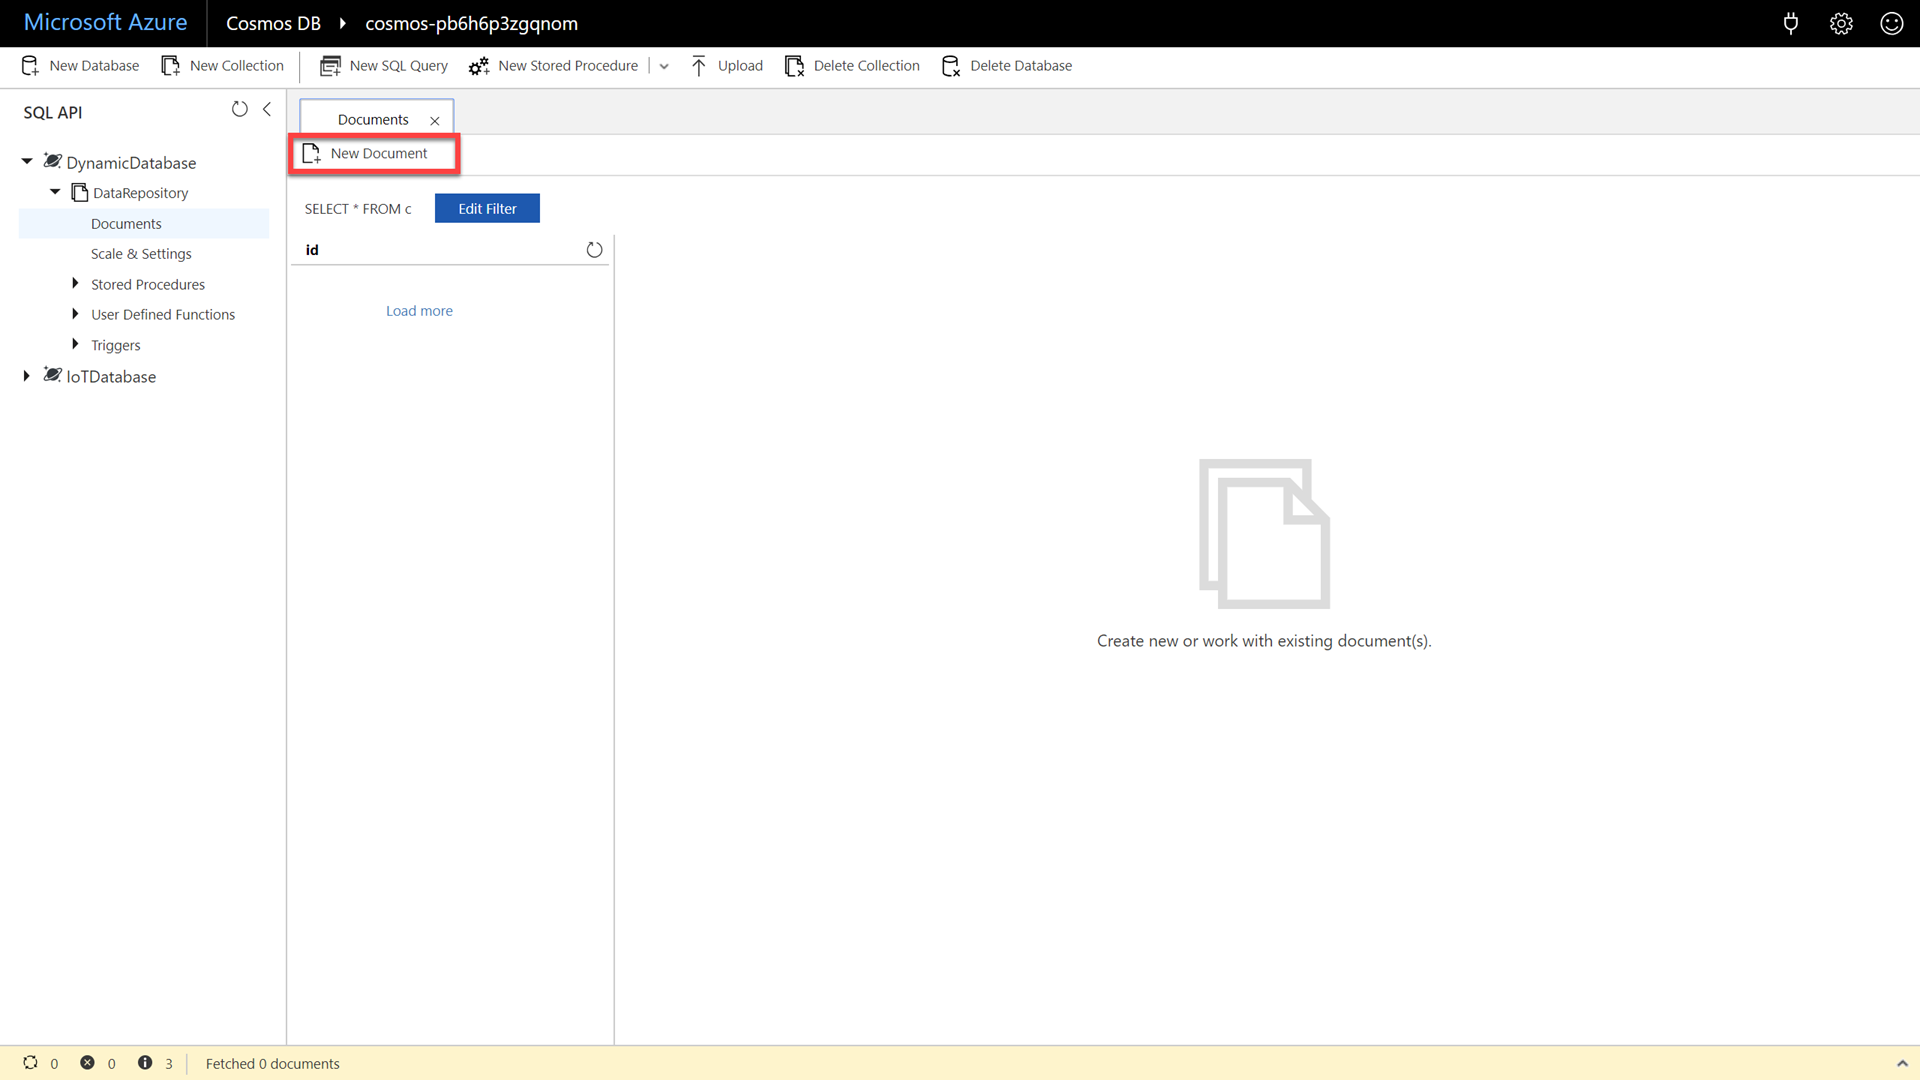 Microsoft Azure
Cosmos DB
cosmos-pb6h6p3zgqnom
New Database
New Collection
New SQL Query
New Stored Procedure
Upload
Delete Collection
Delete Database
SQL API
DynamicDatabase
DataRepository
Documents
Scale & Settings
Stored Procedures
User Defined Functions
Triggers
IoTDatabase
Documents
New Document
SELECT * FROM c
Edit Filter
id
Load more
Create new or work with existing document(s).
0
0
3
Fetched 0 documents